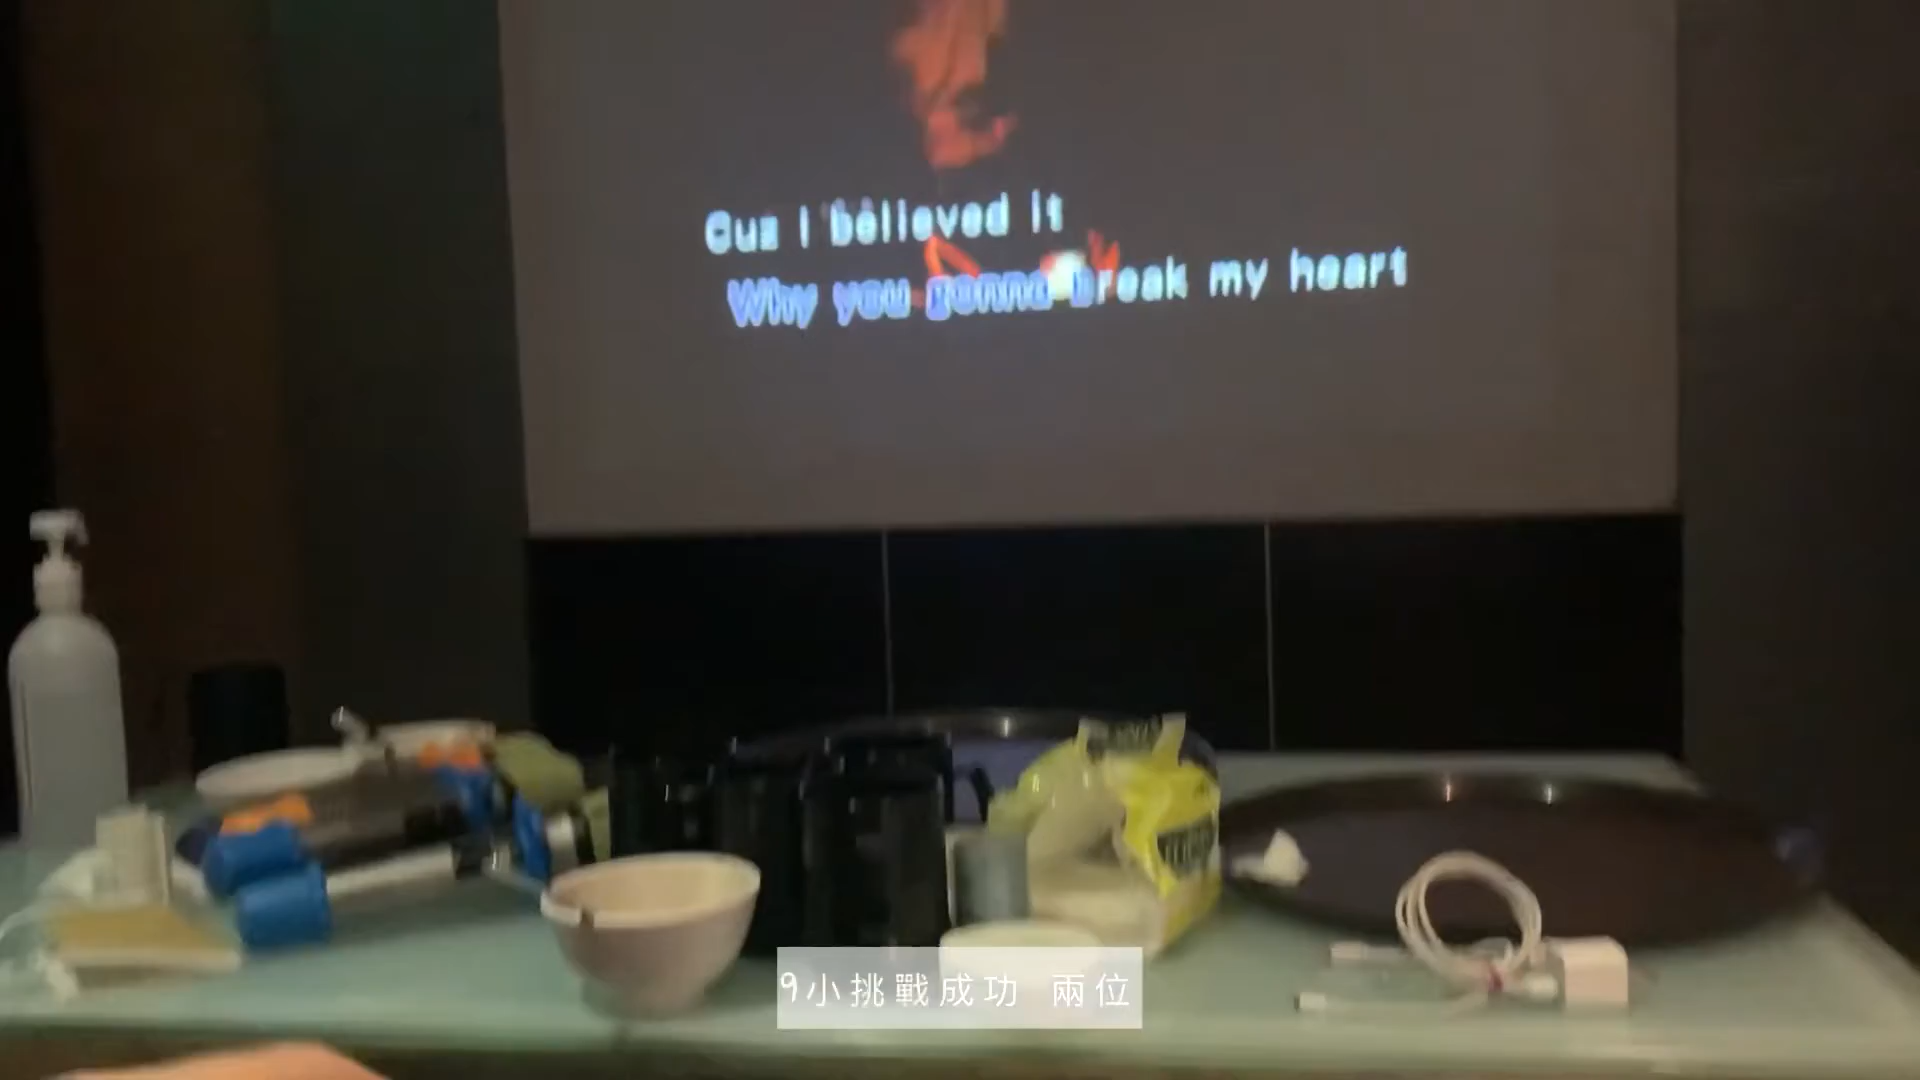 Cuz I believed it
Why you gonna break my heart
9小挑戰成功 兩位